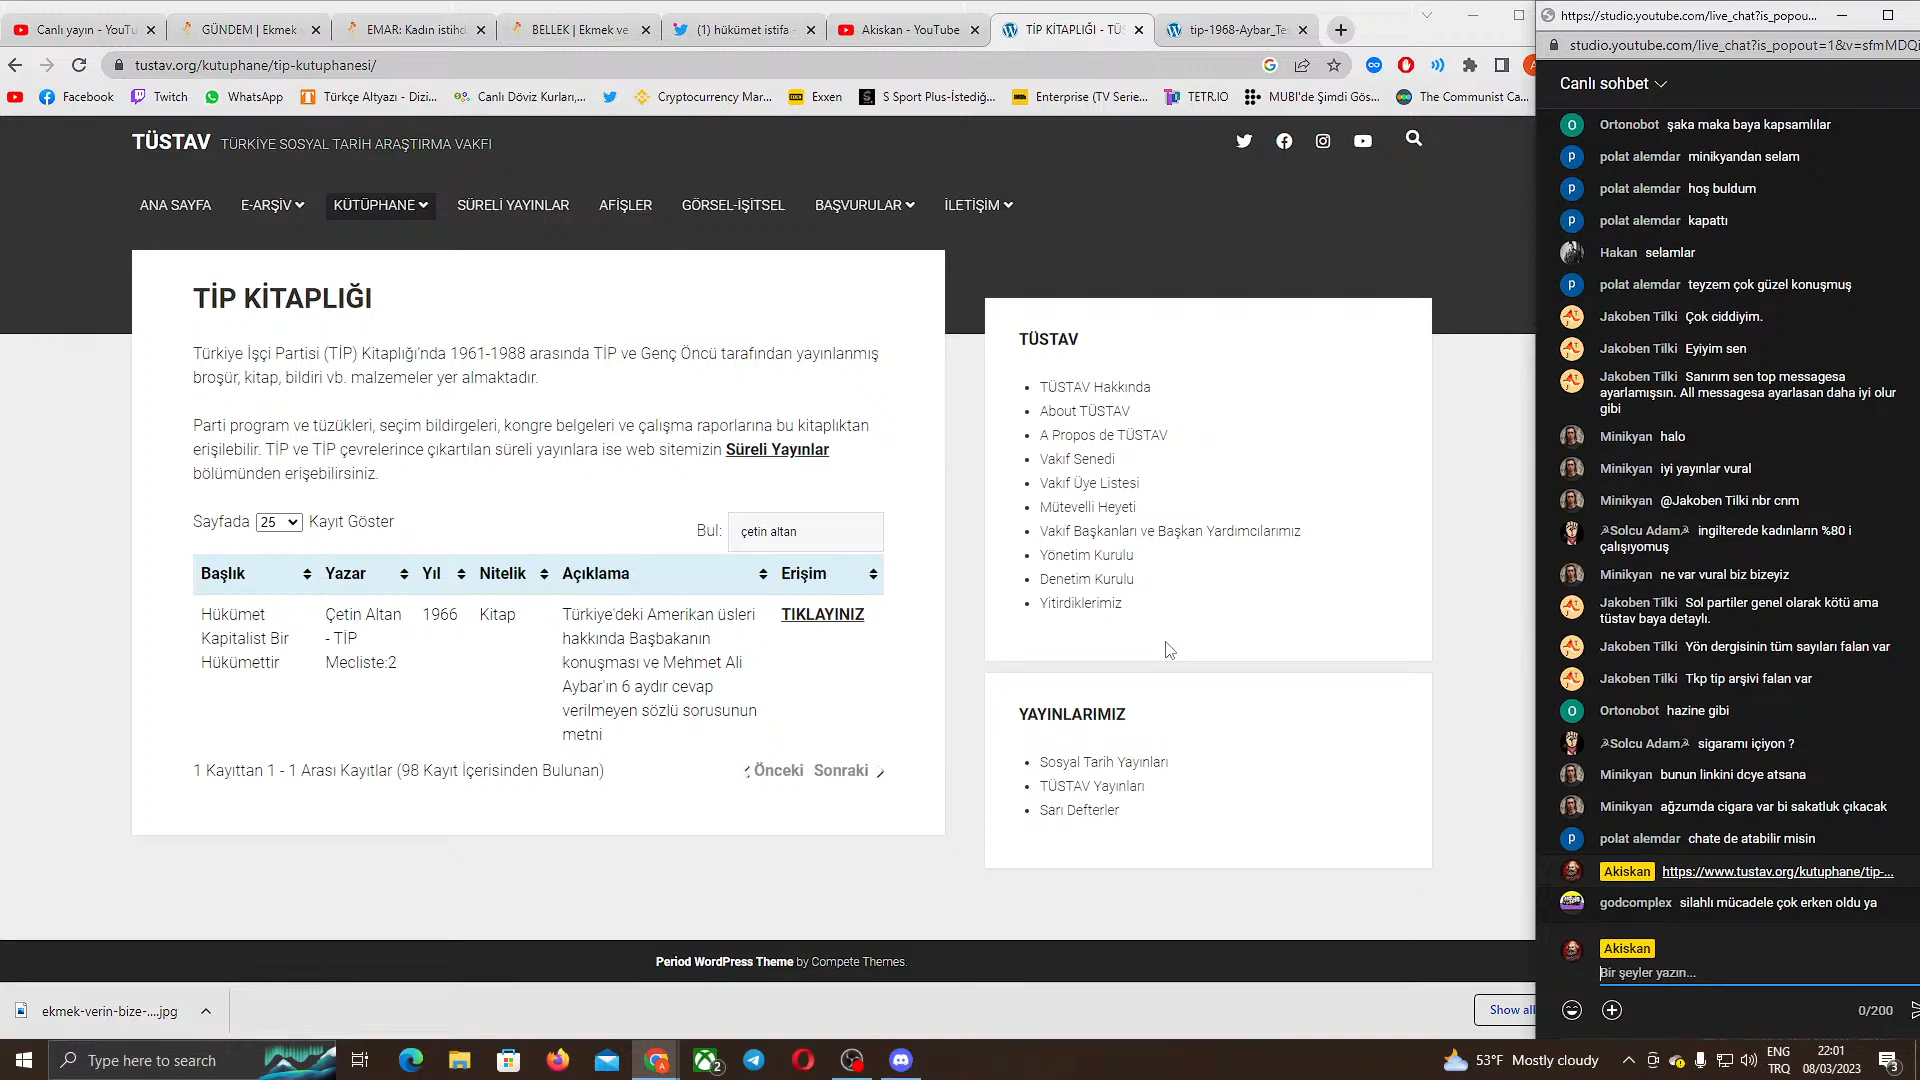 Canlı yayın - YouTu
GÜNDEM | Ekmek
EMAR: Kadın istihd
BELLEK | Ekmek ve
(1) hükümet istifa -
Akiskan - YouTube
TİP KİTAPLIĞI - TÜS
tip-1968-Aybar_Te
tustav.org/kutuphane/tip-kutuphanesi/
Facebook
Twitch
WhatsApp
Türkçe Altyazı - Dizi...
Canlı Döviz Kurları,...
Cryptocurrency Mar...
Exxen
S Sport Plus-İstediğ...
Enterprise (TV Serie...
TETR.IO
MUBI'de Şimdi Gös...
The Communist Ca...
TÜSTAV TÜRKİYE SOSYAL TARİH ARAŞTIRMA VAKFI
ANA SAYFA
E-ARŞİV
KÜTÜPHANE
SÜRELİ YAYINLAR
AFİŞLER
GÖRSEL-İŞİTSEL
BAŞVURULAR
İLETİŞİM
TİP KİTAPLIĞI
Türkiye İşçi Partisi (TİP) Kitaplığı'nda 1961-1988 arasında TİP ve Genç Öncü tarafından yayınlanmış
broşür, kitap, bildiri vb. malzemeler yer almaktadır.
Parti program ve tüzükleri, seçim bildirgeleri, kongre belgeleri ve çalışma raporlarına bu kitaplıktan
erişilebilir. TİP ve TİP çevrelerince çıkartılan süreli yayınlara ise web sitemizin Süreli Yayınlar
bölümünden erişebilirsiniz.
Sayfada 25 Kayıt Göster
Bul: çetin altan
Başlık Yazar Yıl Nitelik Açıklama Erişim
Hükümet Çetin Altan 1966 Kitap Türkiye'deki Amerikan üsleri TIKLAYINIZ
Kapitalist Bir - TİP hakkında Başbakanın
Hükümettir Mecliste:2 konuşması ve Mehmet Ali
Aybar'ın 6 aydır cevap
verilmeyen sözlü sorusunun
metni
1 Kayıttan 1 - 1 Arası Kayıtlar (98 Kayıt İçerisinden Bulunan)
Önceki Sonraki
TÜSTAV
TÜSTAV Hakkında
About TÜSTAV
A Propos de TÜSTAV
Vakıf Senedi
Vakıf Üye Listesi
Mütevelli Heyeti
Vakıf Başkanları ve Başkan Yardımcılarımız
Yönetim Kurulu
Denetim Kurulu
Yitirdiklerimiz
YAYINLARIMIZ
Sosyal Tarih Yayınları
TÜSTAV Yayınları
Sarı Defterler
Period WordPress Theme by Compete Themes.
ekmek-verin-bize-....jpg
Show all
https://studio.youtube.com/live_chat?is_popou...
studio.youtube.com/live_chat?is_popout=1&v=sfmMDQi
Canlı sohbet
Ortonobot şaka maka baya kapsamlılar
polat alemdar minikyandan selam
polat alemdar hoş buldum
polat alemdar kapattı
Hakan selamlar
polat alemdar teyzem çok güzel konuşmuş
Jakoben Tilki Çok ciddiyim.
Jakoben Tilki Eyiyim sen
Jakoben Tilki Sanırım sen top messagesa
ayarlamışsın. All messagesa ayarlasan daha iyi olur
gibi
Minikyan halo
Minikyan iyi yayınlar vural
Minikyan @Jakoben Tilki nbr cnm
☭Solcu Adam☭ ingilterede kadınların %80 i
çalışıyomuş
Minikyan ne var vural biz bizeyiz
Jakoben Tilki Sol partiler genel olarak kötü ama
tüstav baya detaylı.
Jakoben Tilki Yön dergisinin tüm sayıları falan var
Jakoben Tilki Tkp tip arşivi falan var
Ortonobot hazine gibi
☭Solcu Adam☭ sigaramı içiyon ?
Minikyan bunun linkini dcye atsana
Minikyan ağzumda cigara var bi sakatluk çıkacak
polat alemdar chate de atabilir misin
Akiskan https://www.tustav.org/kutuphane/tip-...
godcomplex silahlı mücadele çok erken oldu ya
Akiskan
Bir şeyler yazın...
0/200
Type here to search
2
53°F Mostly cloudy
ENG
TRQ
22:01
08/03/2023
3